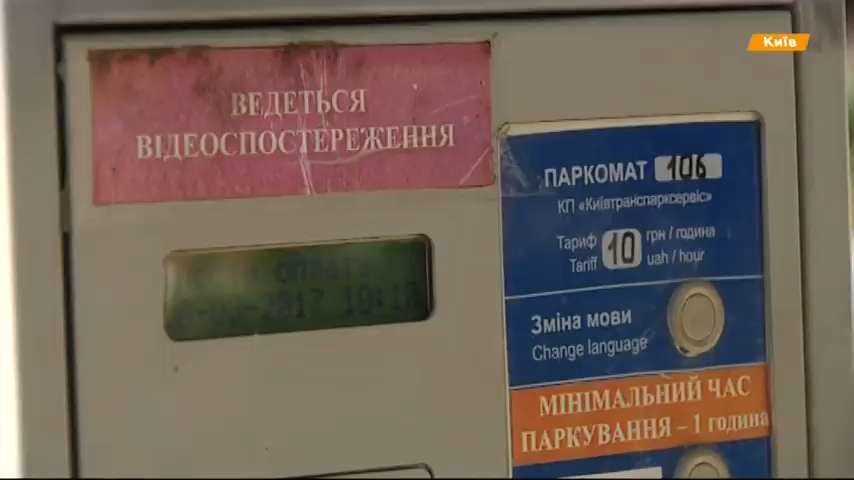 Київ
ВЕДЕТЬСЯ
ВІДЕОСПОСТЕРЕЖЕННЯ
ПАРКОМАТ 106
КП «Київтранспарксервіс»
Тариф 10 грн / година
Tariff uah / hour
Зміна мови
Change language
МІНІМАЛЬНИЙ ЧАС
ПАРКУВАННЯ – 1 година